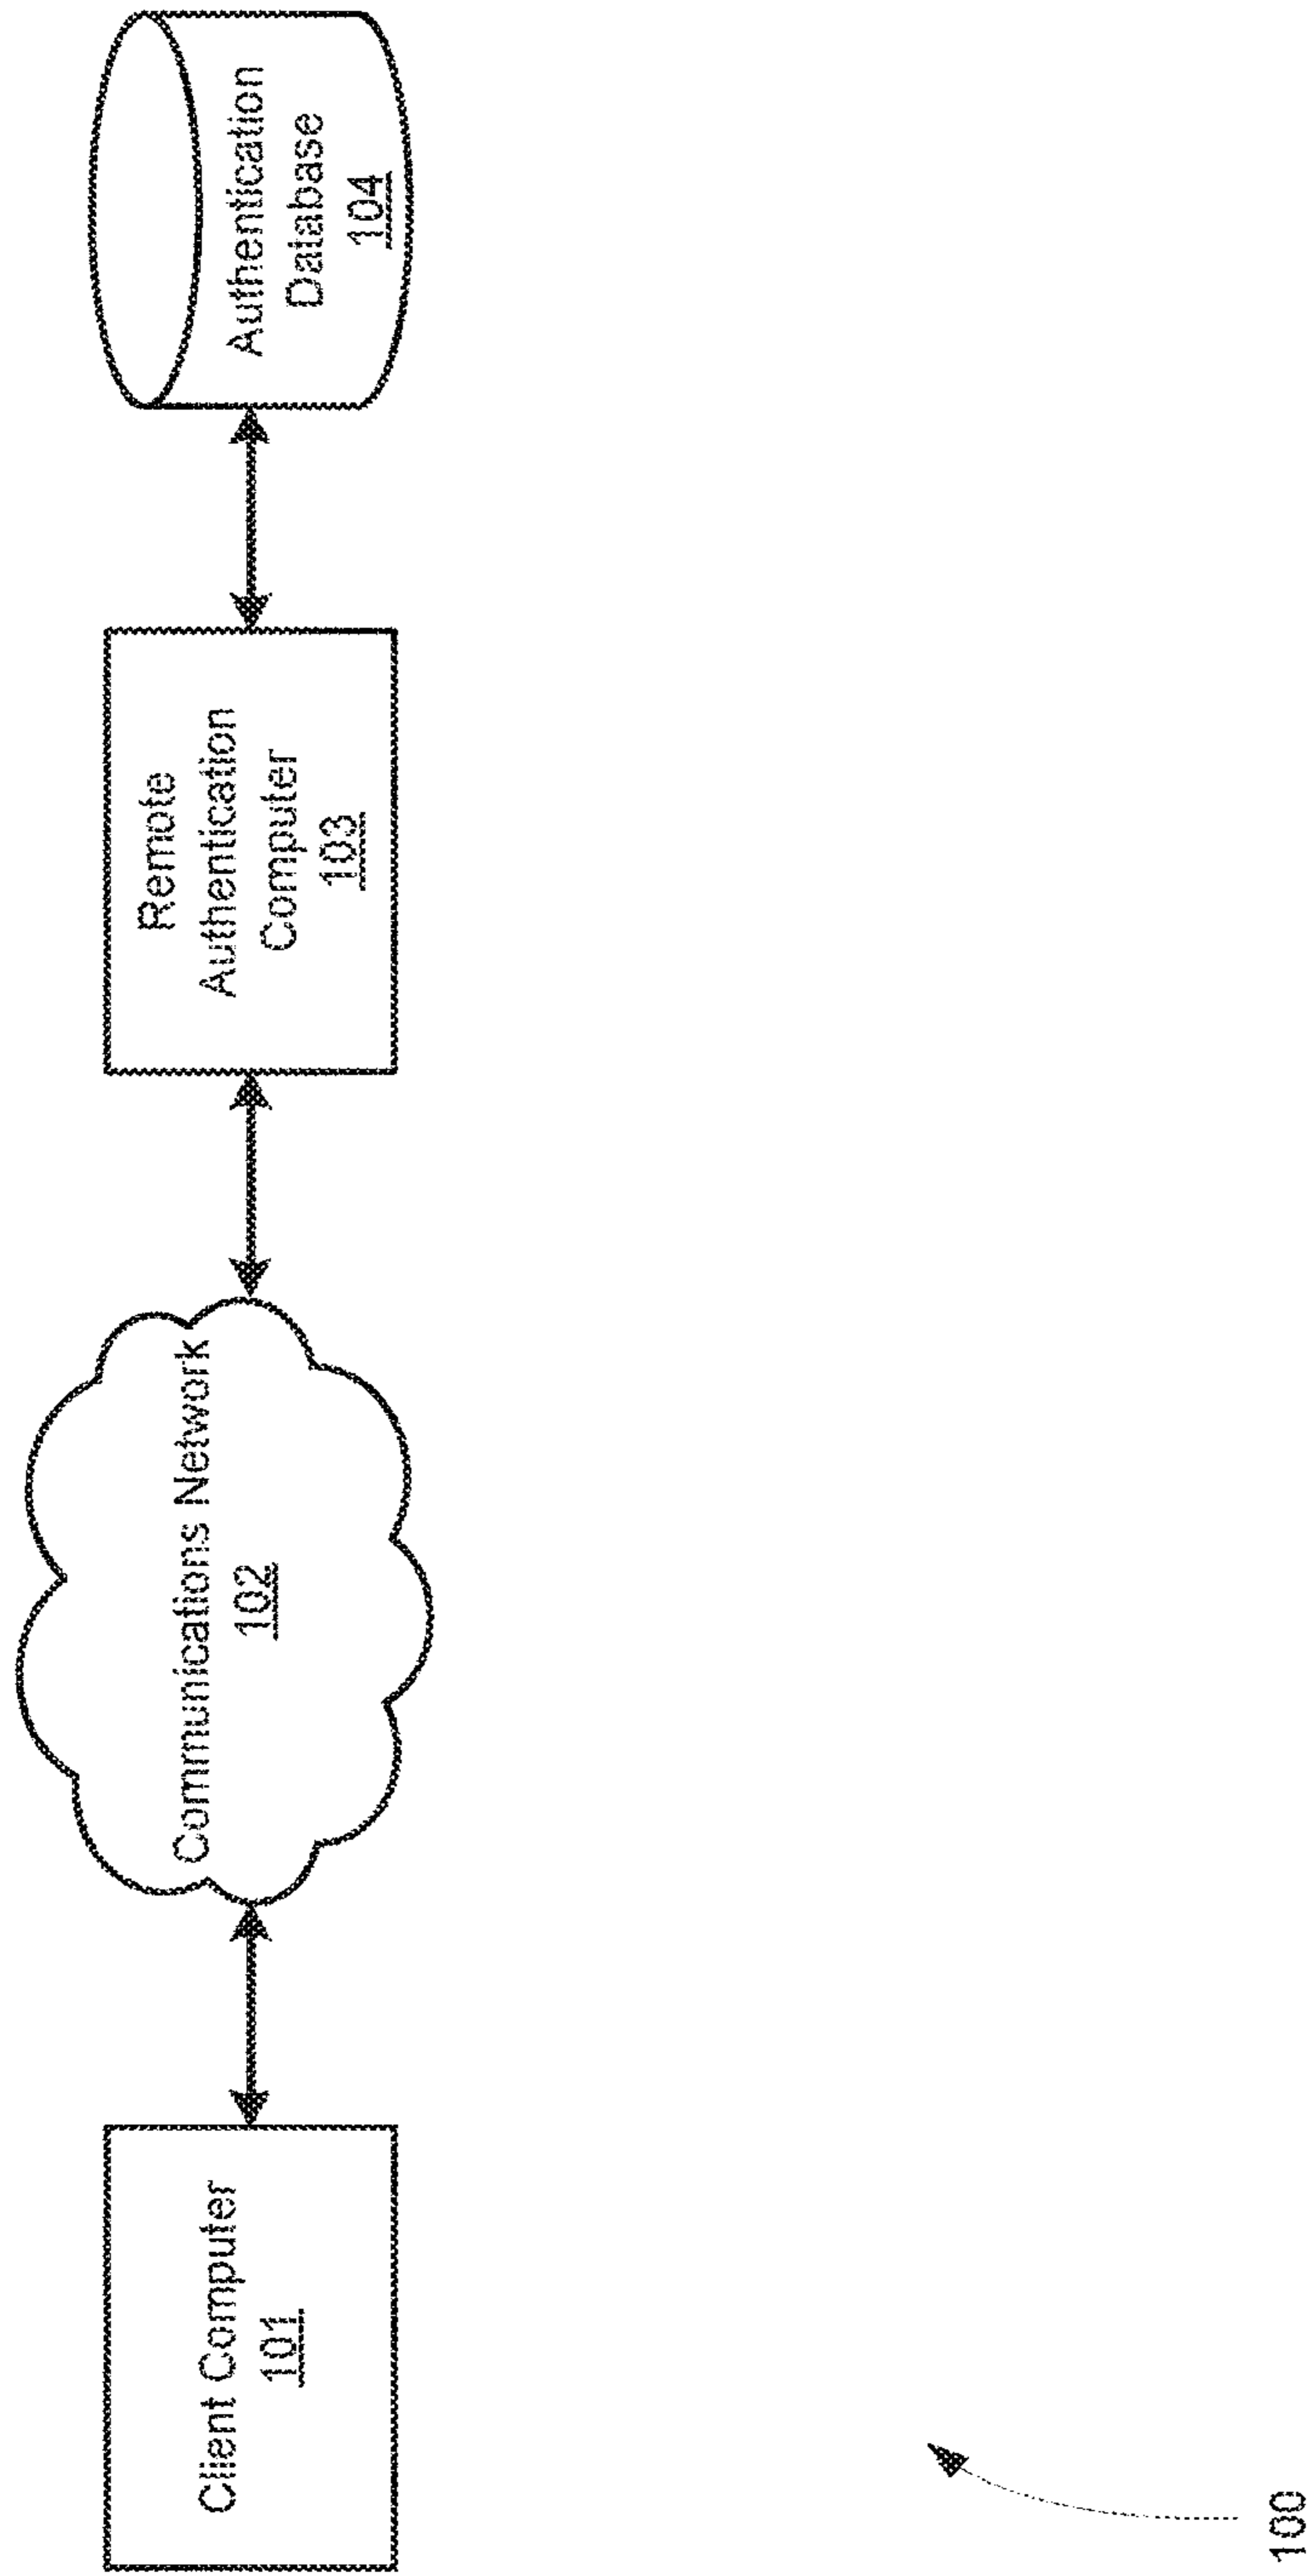 Client Computer
101
Communications Network
102
Remote
Authentication
Computer
103
Authentication
Database
104
100